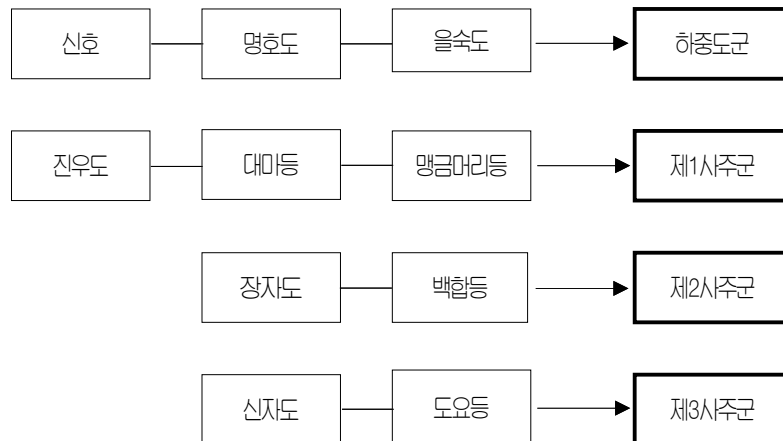 신호 명호도 을숙도 하중도군
진우도 대마등 맹금머리등 제1사주군
장자도 백합등 제2사주군
신자도 도요등 제3사주군